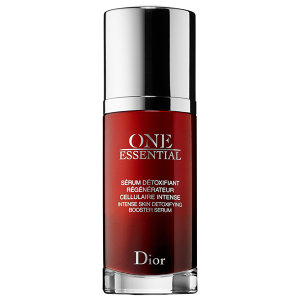 ONE
ESSENTIAL
SÉRUM DÉTOXIFIANT
RÉGÉNÉRATEUR
CELLULAIRE INTENSE
INTENSE SKIN DETOXIFYING
BOOSTER SERUM
Dior